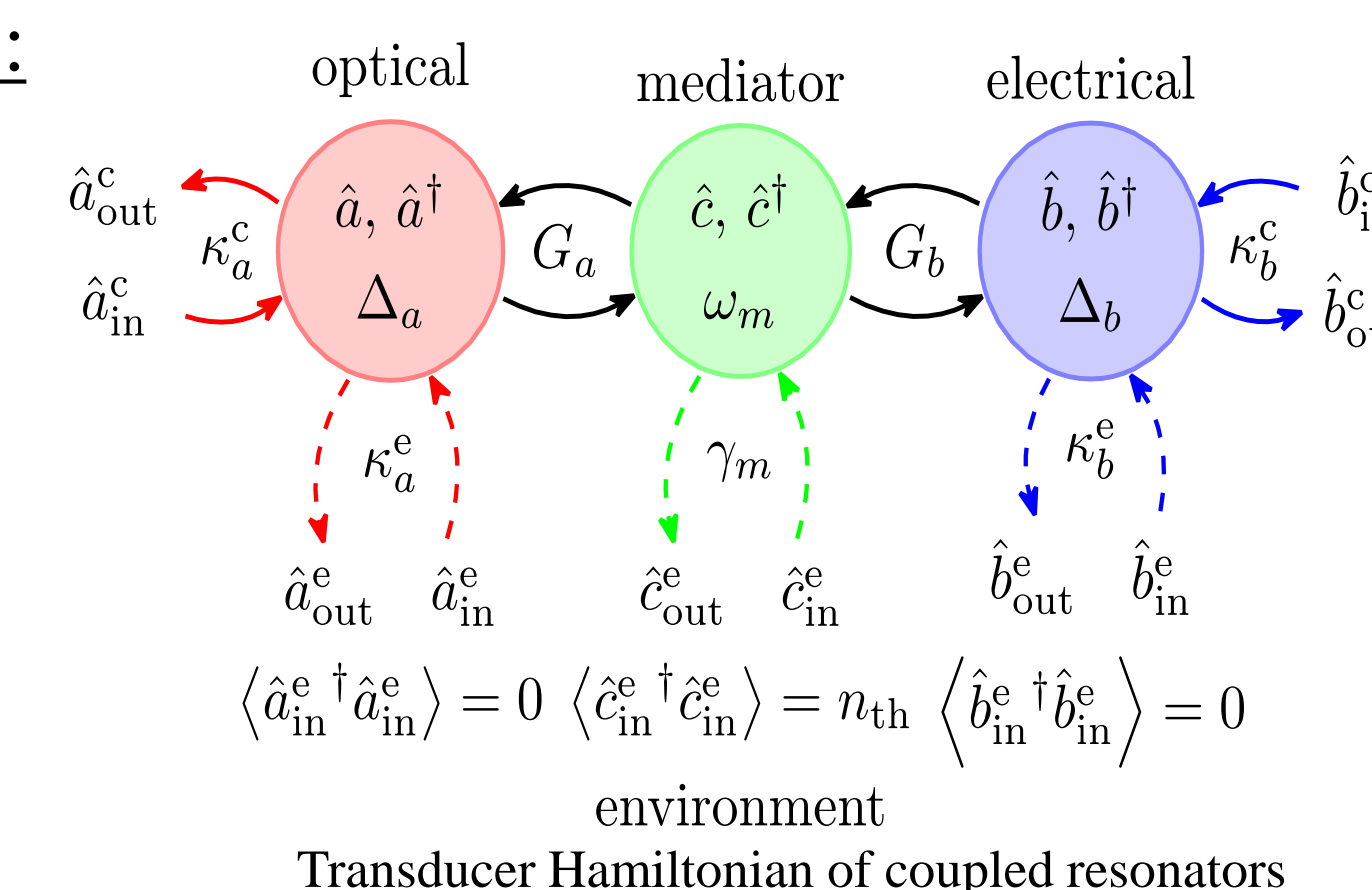 :
optical mediator electrical
â^c_out κ^c_a â, â† G_a ĉ, ĉ† G_b b̂, b̂† κ^c_b
â^c_in Δ_a ω_m Δ_b
κ^e_a γ_m κ^e_b
â^e_out â^e_in ĉ^e_out ĉ^e_in b̂^e_out b̂^e_in
⟨â^e_in†â^e_in⟩ = 0 ⟨ĉ^e_in†ĉ^e_in⟩ = n_th ⟨b̂^e_in†b̂^e_in⟩ = 0
environment
Transducer Hamiltonian of coupled resonators